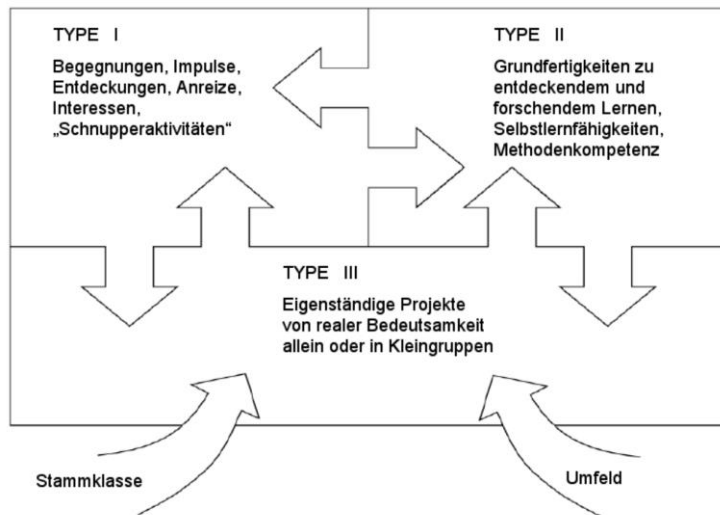 TYPE I
Begegnungen, Impulse,
Entdeckungen, Anreize,
Interessen,
„Schnupperaktivitäten“
TYPE II
Grundfertigkeiten zu
entdeckendem und
forschendem Lernen,
Selbstlernfähigkeiten,
Methodenkompetenz
TYPE III
Eigenständige Projekte
von realer Bedeutsamkeit
allein oder in Kleingruppen
Stammklasse
Umfeld